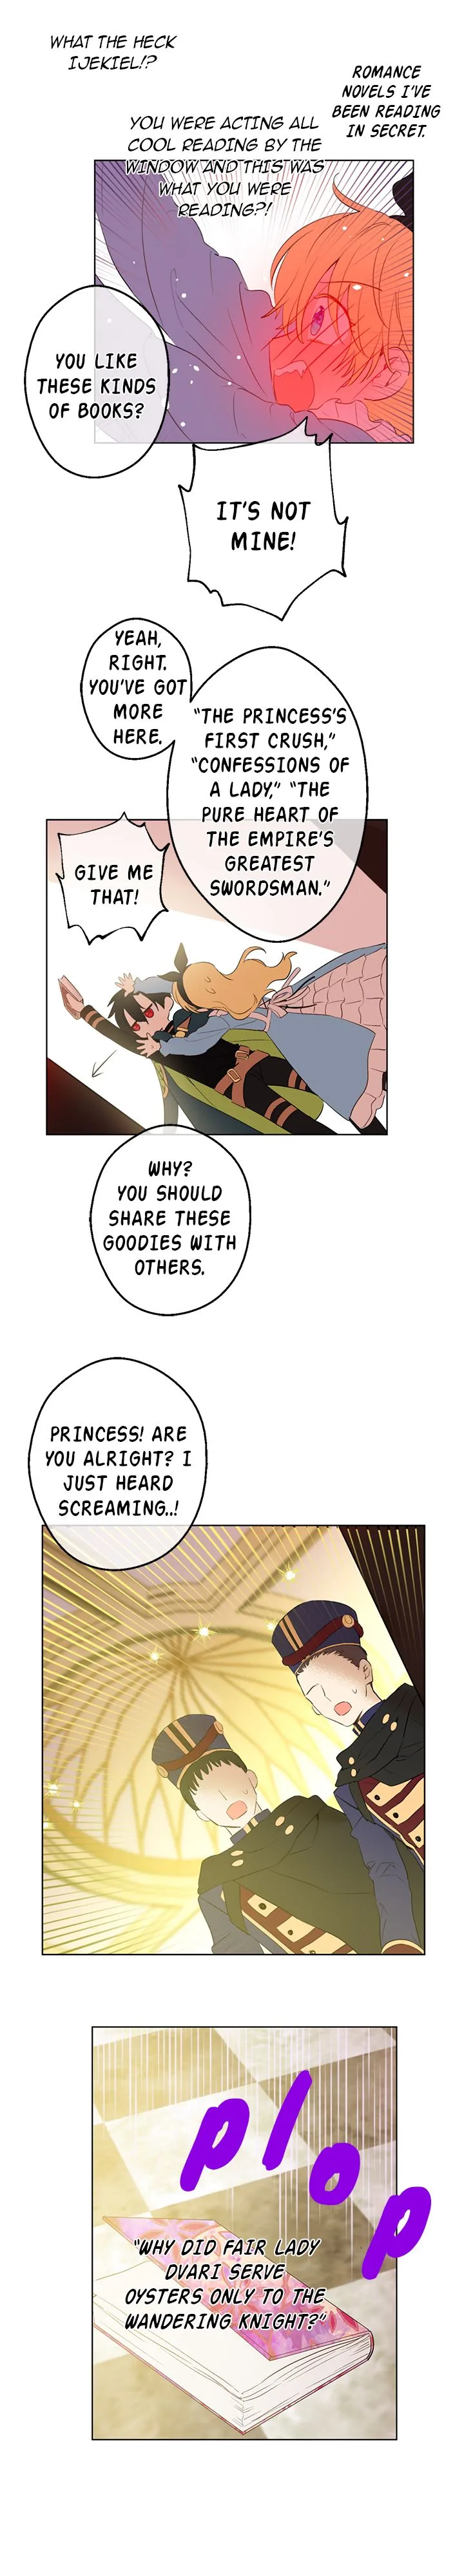 WHAT THE HECK
IJEKIEL!?
ROMANCE
NOVELS I'VE
BEEN READING
IN SECRET.
YOU WERE ACTING ALL
COOL READING BY THE
WINDOW AND THIS WAS
WHAT YOU WERE
READING?!
YOU LIKE
THESE KINDS
OF BOOKS?
IT'S NOT
MINE!
YEAH,
RIGHT.
YOU'VE GOT
MORE
HERE.
"THE PRINCESS'S
FIRST CRUSH,"
"CONFESSIONS OF
A LADY," "THE
PURE HEART OF
THE EMPIRE'S
GREATEST
SWORDSMAN."
GIVE ME
THAT!
WHY?
YOU SHOULD
SHARE THESE
GOODIES WITH
OTHERS.
PRINCESS! ARE
YOU ALRIGHT? I
JUST HEARD
SCREAMING..!
plop
"WHY DID FAIR LADY
DVARI SERVE
OYSTERS ONLY TO THE
WANDERING KNIGHT?"